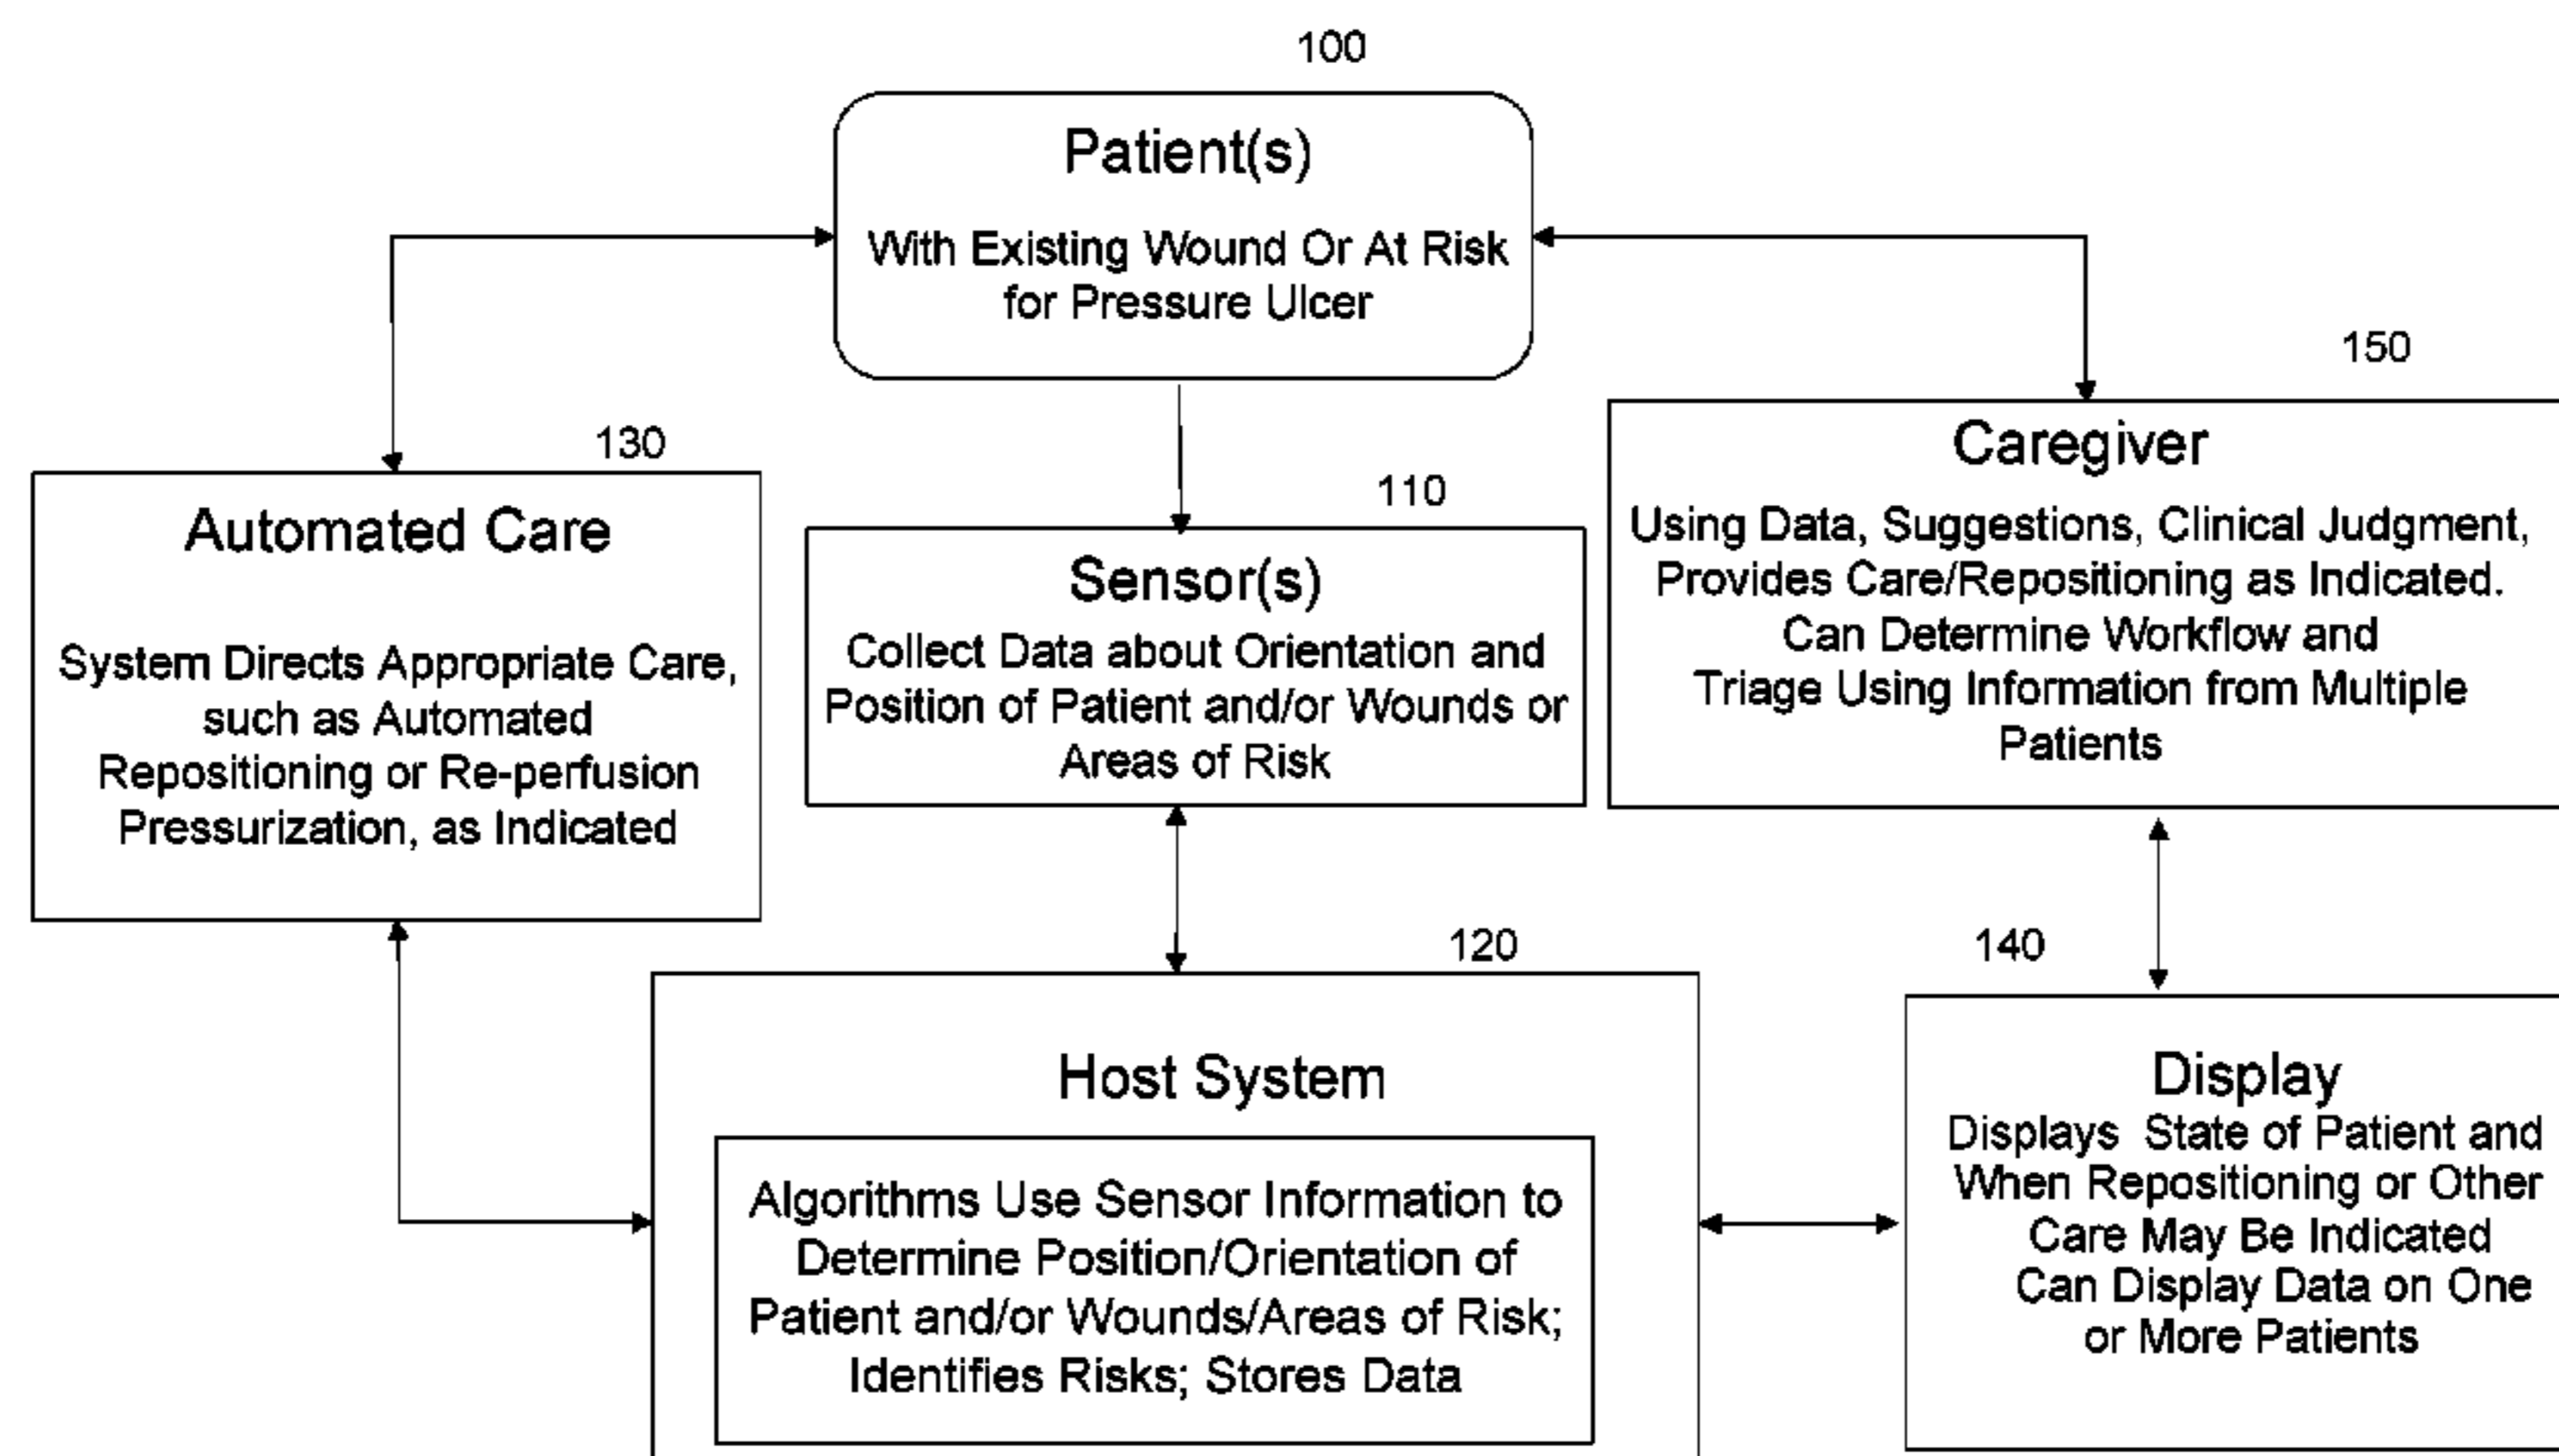 100
Patient(s)
With Existing Wound Or At Risk
for Pressure Ulcer
130
Automated Care
System Directs Appropriate Care,
such as Automated
Repositioning or Re-perfusion
Pressurization, as Indicated
110
Sensor(s)
Collect Data about Orientation and
Position of Patient and/or Wounds or
Areas of Risk
150
Caregiver
Using Data, Suggestions, Clinical Judgment,
Provides Care/Repositioning as Indicated.
Can Determine Workflow and
Triage Using Information from Multiple
Patients
120
Host System
Algorithms Use Sensor Information to
Determine Position/Orientation of
Patient and/or Wounds/Areas of Risk;
Identifies Risks; Stores Data
140
Display
Displays State of Patient and
When Repositioning or Other
Care May Be Indicated
Can Display Data on One
or More Patients